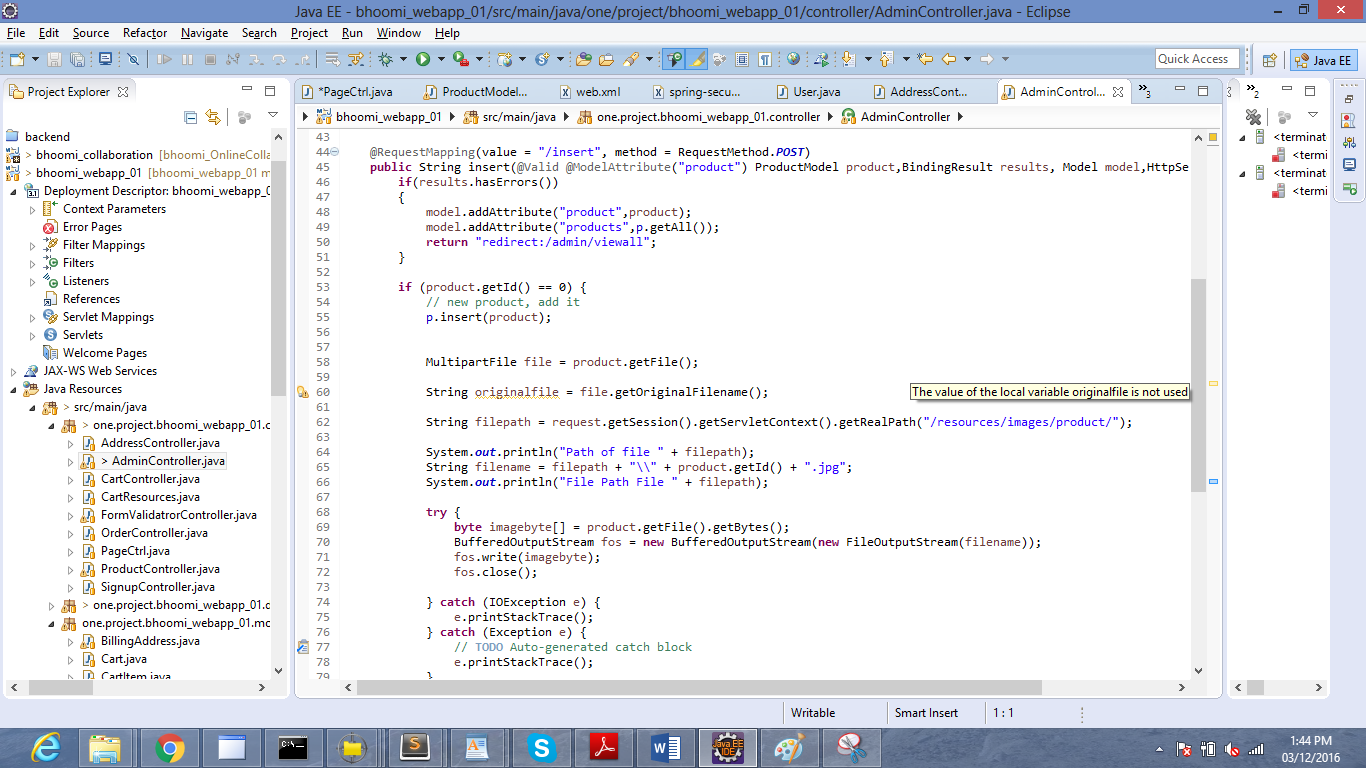 Java EE - bhoomi_webapp_01/src/main/java/one/project/bhoomi_webapp_01/controller/AdminController.java - Eclipse
File Edit Source Refactor Navigate Search Project Run Window Help
Quick Access
Java EE
Project Explorer
*PageCtrl.java ProductModel... web.xml spring-secu... User.java AddressCont... AdminControl... »3
»2
bhoomi_webapp_01 src/main/java one.project.bhoomi_webapp_01.controller AdminController
backend
> bhoomi_collaboration [bhoomi_OnlineColla
> bhoomi_webapp_01 [bhoomi_webapp_01 m
Deployment Descriptor: bhoomi_webapp_0
Context Parameters
Error Pages
Filter Mappings
Filters
Listeners
References
Servlet Mappings
Servlets
Welcome Pages
JAX-WS Web Services
Java Resources
> src/main/java
> one.project.bhoomi_webapp_01.c
AddressController.java
> AdminController.java
CartController.java
CartResources.java
FormValidatrorController.java
OrderController.java
PageCtrl.java
ProductController.java
SignupController.java
> one.project.bhoomi_webapp_01.c
one.project.bhoomi_webapp_01.mc
BillingAddress.java
Cart.java
CartItem.java
43
44 @RequestMapping(value = "/insert", method = RequestMethod.POST)
45 public String insert(@Valid @ModelAttribute("product") ProductModel product,BindingResult results, Model model,HttpSe
46 if(results.hasErrors())
47 {
48 model.addAttribute("product",product);
49 model.addAttribute("products",p.getAll());
50 return "redirect:/admin/viewall";
51 }
52
53 if (product.getId() == 0) {
54 // new product, add it
55 p.insert(product);
56
57
58 MultipartFile file = product.getFile();
59
60 String originalfile = file.getOriginalFilename();
The value of the local variable originalfile is not used
61
62 String filepath = request.getSession().getServletContext().getRealPath("/resources/images/product/");
63
64 System.out.println("Path of file " + filepath);
65 String filename = filepath + "\\" + product.getId() + ".jpg";
66 System.out.println("File Path File " + filepath);
67
68 try {
69 byte imagebyte[] = product.getFile().getBytes();
70 BufferedOutputStream fos = new BufferedOutputStream(new FileOutputStream(filename));
71 fos.write(imagebyte);
72 fos.close();
73
74 } catch (IOException e) {
75 e.printStackTrace();
76 } catch (Exception e) {
77 // TODO Auto-generated catch block
78 e.printStackTrace();
79 }
<terminat
<termi
<terminat
<termi
Writable Smart Insert 1 : 1
1:44 PM
03/12/2016